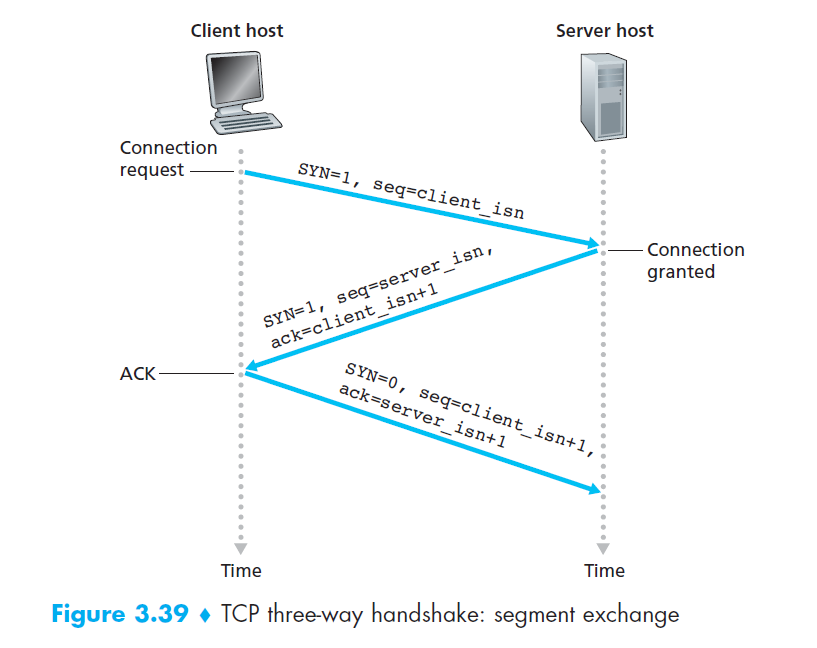 Client host
Server host
Connection
request
SYN=1, seq=client_isn
Connection
granted
SYN=1, seq=server_isn,
ack=client_isn+1
ACK
SYN=0, seq=client_isn+1,
ack=server_isn+1
Time
Time
Figure 3.39 ♦ TCP three-way handshake: segment exchange